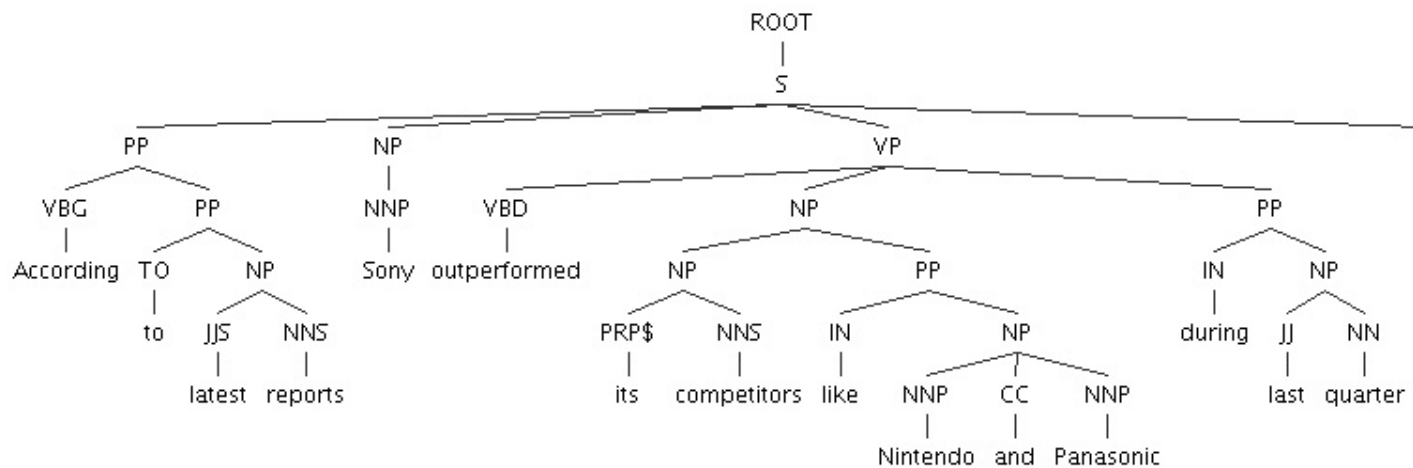 ROOT
S
PP NP VP
VBG PP NNP VBD NP PP
According TO NP Sony outperformed NP PP IN NP
to JJS NNS PRP$ NNS IN NP during JJ NN
latest reports its competitors like NNP CC NNP last quarter
Nintendo and Panasonic